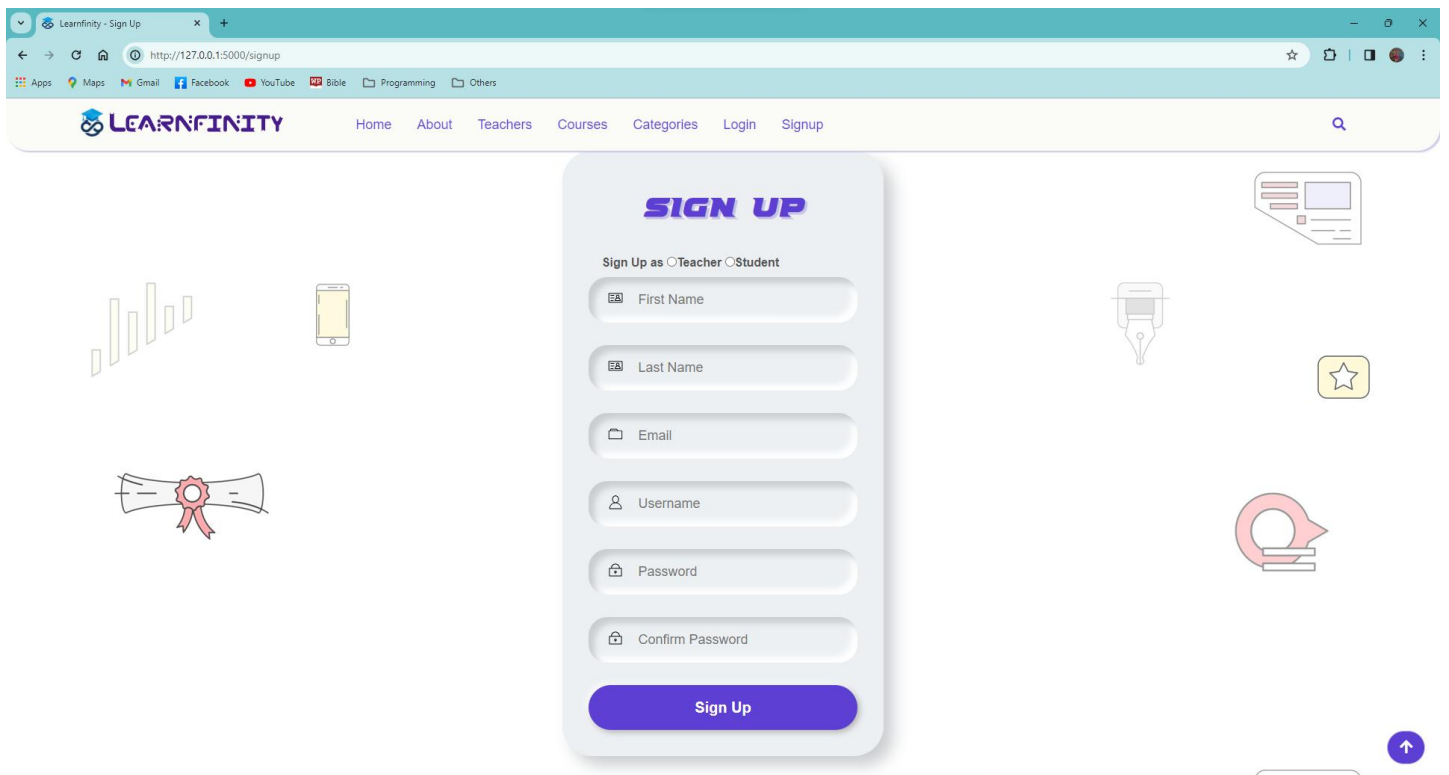 Learnfinity - Sign Up
http://127.0.0.1:5000/signup
Apps Maps Gmail Facebook YouTube Bible Programming Others
LEARNFINITY Home About Teachers Courses Categories Login Signup
SIGN UP
Sign Up as Teacher Student
First Name
Last Name
Email
Username
Password
Confirm Password
Sign Up